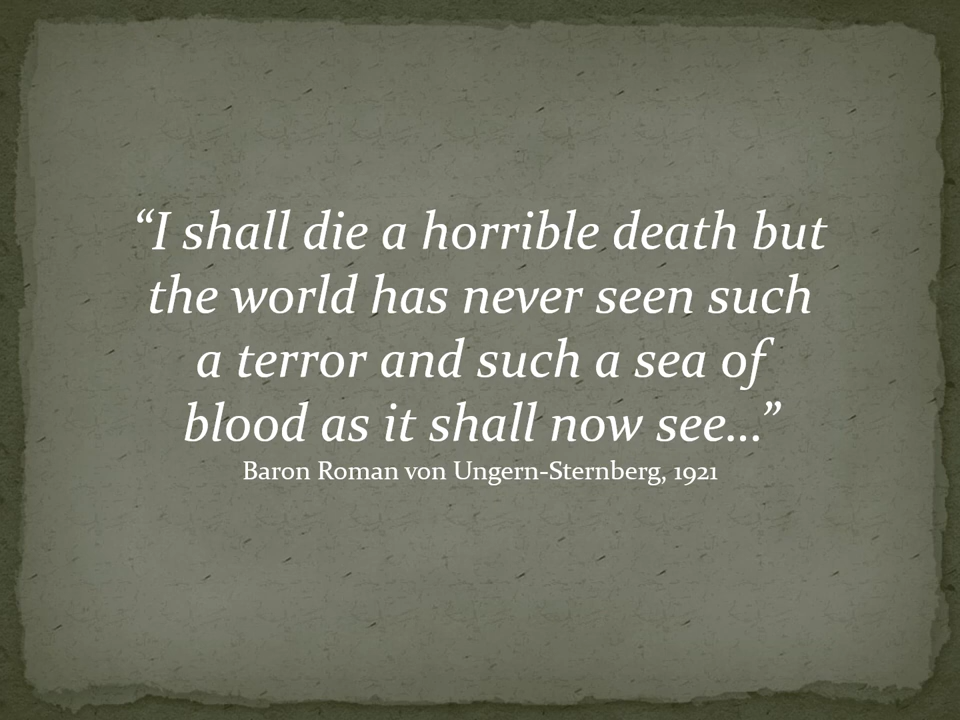 “I shall die a horrible death but
the world has never seen such
a terror and such a sea of
blood as it shall now see…”
Baron Roman von Ungern-Sternberg, 1921